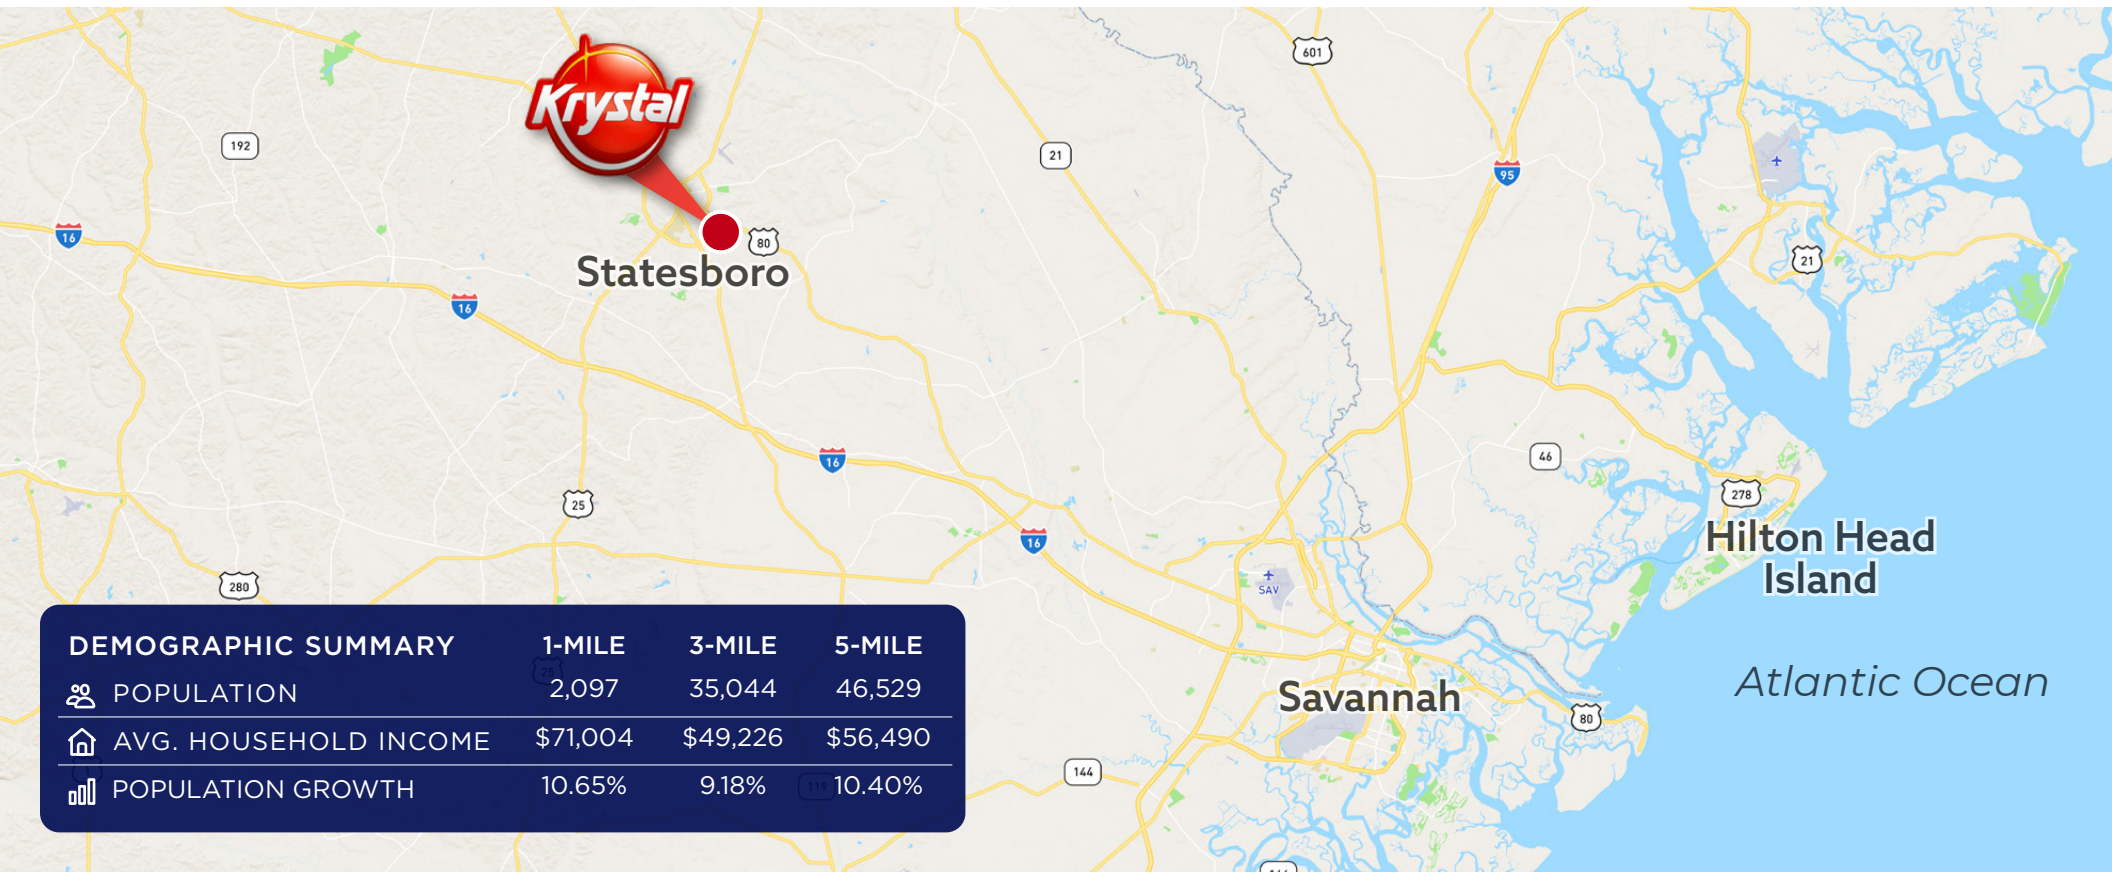 601
Krystal
192
21
95
16
80
21
Statesboro
16
46
16
278
25
Hilton Head
Island
16
SAV
280
DEMOGRAPHIC SUMMARY 1-MILE 3-MILE 5-MILE
25
POPULATION 2,097 35,044 46,529
Atlantic Ocean
Savannah
80
AVG. HOUSEHOLD INCOME $71,004 $49,226 $56,490
144
POPULATION GROWTH 10.65% 9.18% 10.40%
119